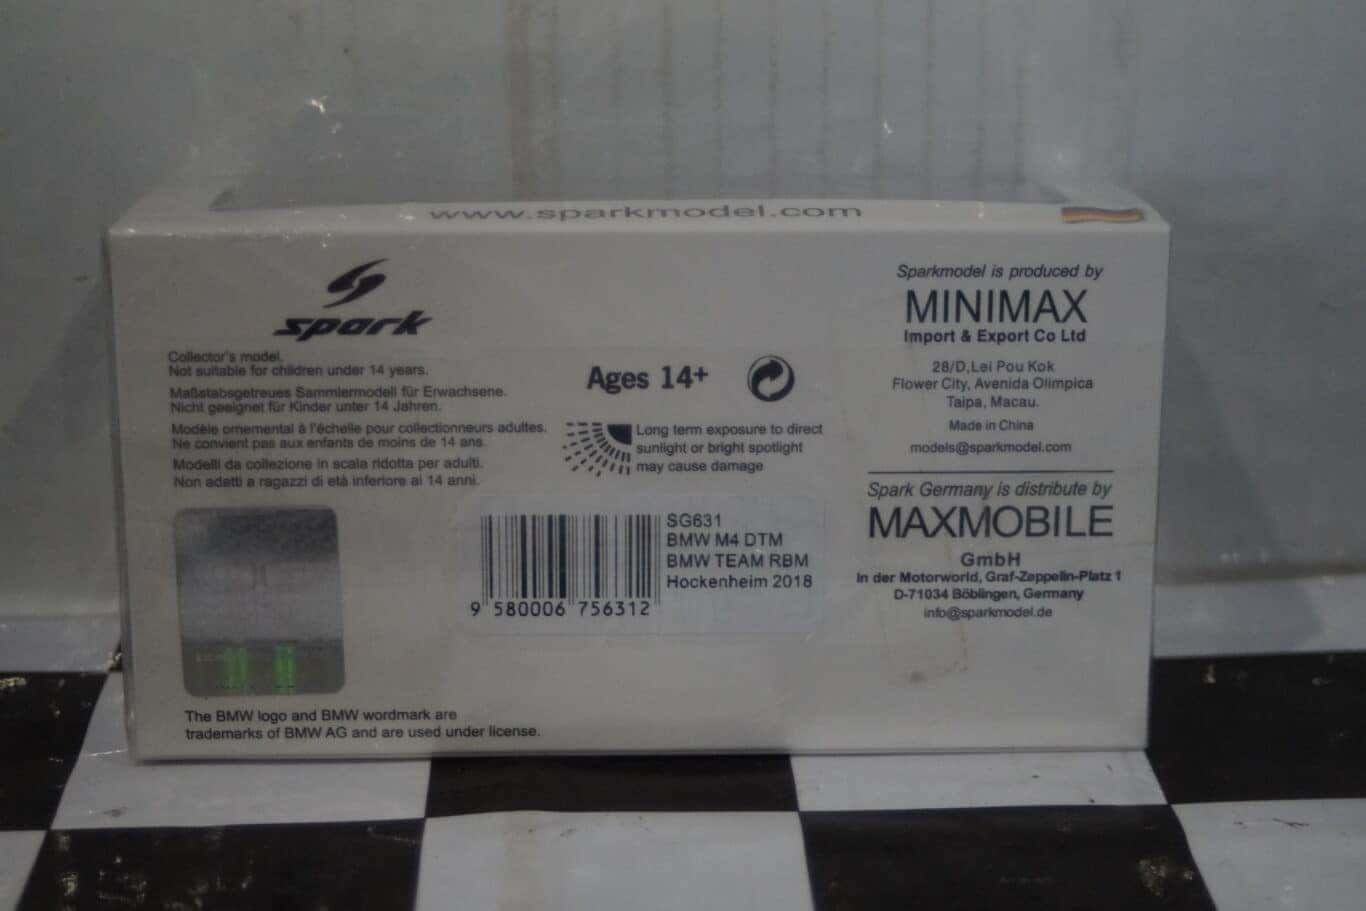 www.sparkmodel.com
spark
Collector's model.
Not suitable for children under 14 years.
Maßstabsgetreues Sammlermodell für Erwachsene.
Nicht geeignet für Kinder unter 14 Jahren.
Modèle ornemental à l'échelle pour collectionneurs adultes.
Ne convient pas aux enfants de moins de 14 ans.
Modelli da collezione in scala ridotta per adulti.
Non adatti a ragazzi di età inferiore ai 14 anni.
Ages 14+
Long term exposure to direct
sunlight or bright spotlight
may cause damage
SG631
BMW M4 DTM
BMW TEAM RBM
Hockenheim 2018
9 580006 756312
The BMW logo and BMW wordmark are
trademarks of BMW AG and are used under license.
Sparkmodel is produced by
MINIMAX
Import & Export Co Ltd
28/D,Lei Pou Kok
Flower City, Avenida Olimpica
Taipa, Macau.
Made in China
models@sparkmodel.com
Spark Germany is distribute by
MAXMOBILE
GmbH
In der Motorworld, Graf-Zeppelin-Platz 1
D-71034 Böblingen, Germany
info@sparkmodel.de